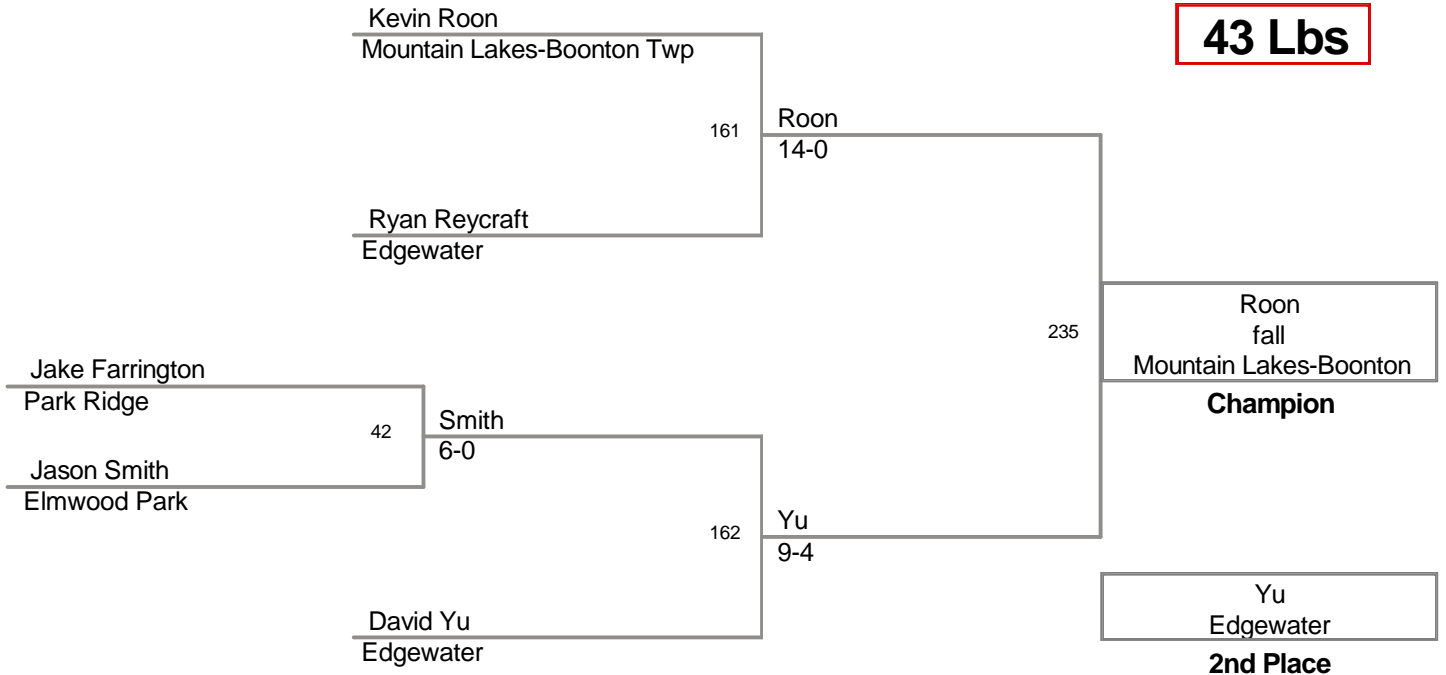 Kevin Roon
Mountain Lakes-Boonton Twp
43 Lbs
161
Roon
14-0
Ryan Reycraft
Edgewater
235
Roon
fall
Mountain Lakes-Boonton
Champion
Jake Farrington
Park Ridge
42
Smith
6-0
Jason Smith
Elmwood Park
162
Yu
9-4
David Yu
Edgewater
Yu
Edgewater
2nd Place